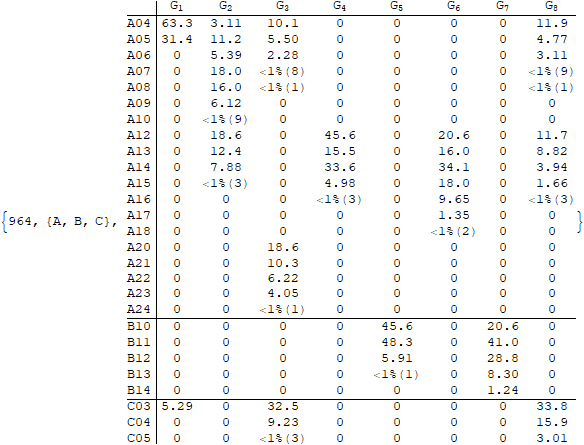 G₁ G₂ G₃ G₄ G₅ G₆ G₇ G₈
A04 63.3 3.11 10.1 0 0 0 0 11.9
A05 31.4 11.2 5.50 0 0 0 0 4.77
A06 0 5.39 2.28 0 0 0 0 3.11
A07 0 18.0 <1%(8) 0 0 0 0 <1%(9)
A08 0 16.0 <1%(1) 0 0 0 0 <1%(1)
A09 0 6.12 0 0 0 0 0 0
A10 0 <1%(9) 0 0 0 0 0 0
A12 0 18.6 0 45.6 0 20.6 0 11.7
A13 0 12.4 0 15.5 0 16.0 0 8.82
A14 0 7.88 0 33.6 0 34.1 0 3.94
A15 0 <1%(3) 0 4.98 0 18.0 0 1.66
A16 0 0 0 <1%(3) 0 9.65 0 <1%(3)
A17 0 0 0 0 0 1.35 0 0
{964, {A, B, C}, A18 0 0 0 0 0 <1%(2) 0 0 }
A20 0 0 18.6 0 0 0 0 0
A21 0 0 10.3 0 0 0 0 0
A22 0 0 6.22 0 0 0 0 0
A23 0 0 4.05 0 0 0 0 0
A24 0 0 <1%(1) 0 0 0 0 0
B10 0 0 0 0 45.6 0 20.6 0
B11 0 0 0 0 48.3 0 41.0 0
B12 0 0 0 0 5.91 0 28.8 0
B13 0 0 0 0 <1%(1) 0 8.30 0
B14 0 0 0 0 0 0 1.24 0
C03 5.29 0 32.5 0 0 0 0 33.8
C04 0 0 9.23 0 0 0 0 15.9
C05 0 0 <1%(3) 0 0 0 0 3.01